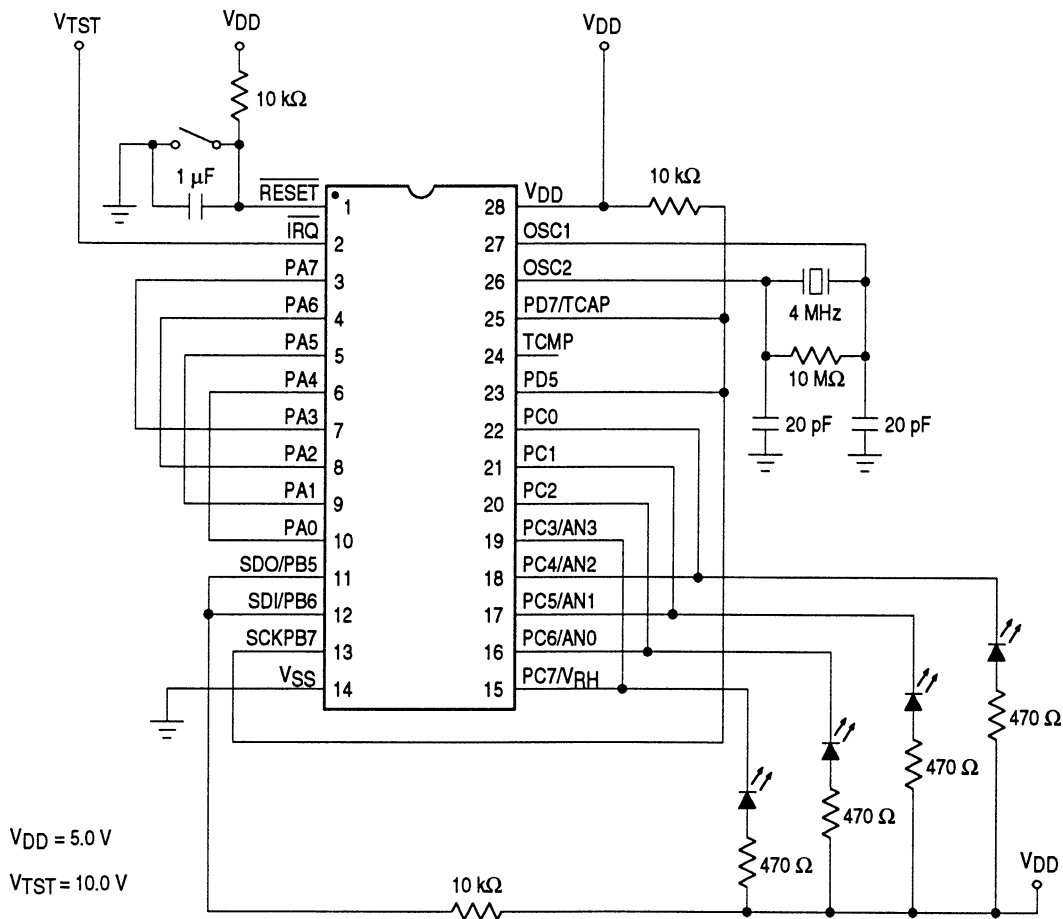 VTST
VDD
VDD
10 kΩ
1 μF
10 kΩ
RESET 1
28 VDD
IRQ 2
27 OSC1
PA7 3
26 OSC2
4 MHz
PA6 4
25 PD7/TCAP
PA5 5
24 TCMP
10 MΩ
PA4 6
23 PD5
PA3 7
22 PC0
20 pF
20 pF
PA2 8
21 PC1
PA1 9
20 PC2
PA0 10
19 PC3/AN3
SDO/PB5 11
18 PC4/AN2
SDI/PB6 12
17 PC5/AN1
SCKPB7 13
16 PC6/AN0
VSS 14
15 PC7/VRH
470 Ω
470 Ω
470 Ω
470 Ω
VDD = 5.0 V
VTST = 10.0 V
10 kΩ
VDD